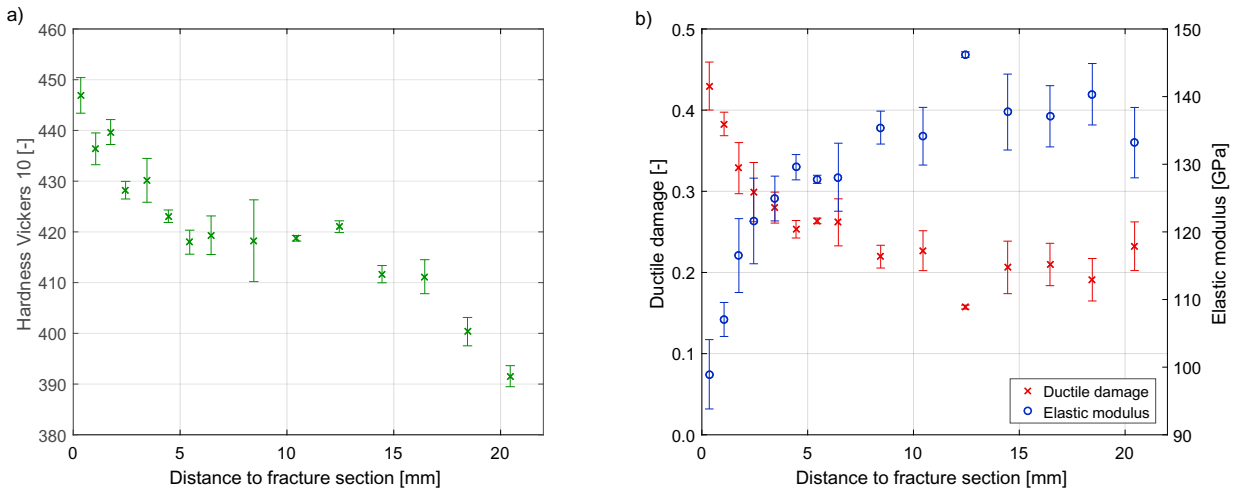 a)
Hardness Vickers 10 [-]
460
450
440
430
420
410
400
390
380
0 5 10 15 20
Distance to fracture section [mm]
b)
Ductile damage [-]
0.5
0.4
0.3
0.2
0.1
0.0
0 5 10 15 20
Distance to fracture section [mm]
150
140
130
120
110
100
90
Elastic modulus [GPa]
Ductile damage
Elastic modulus